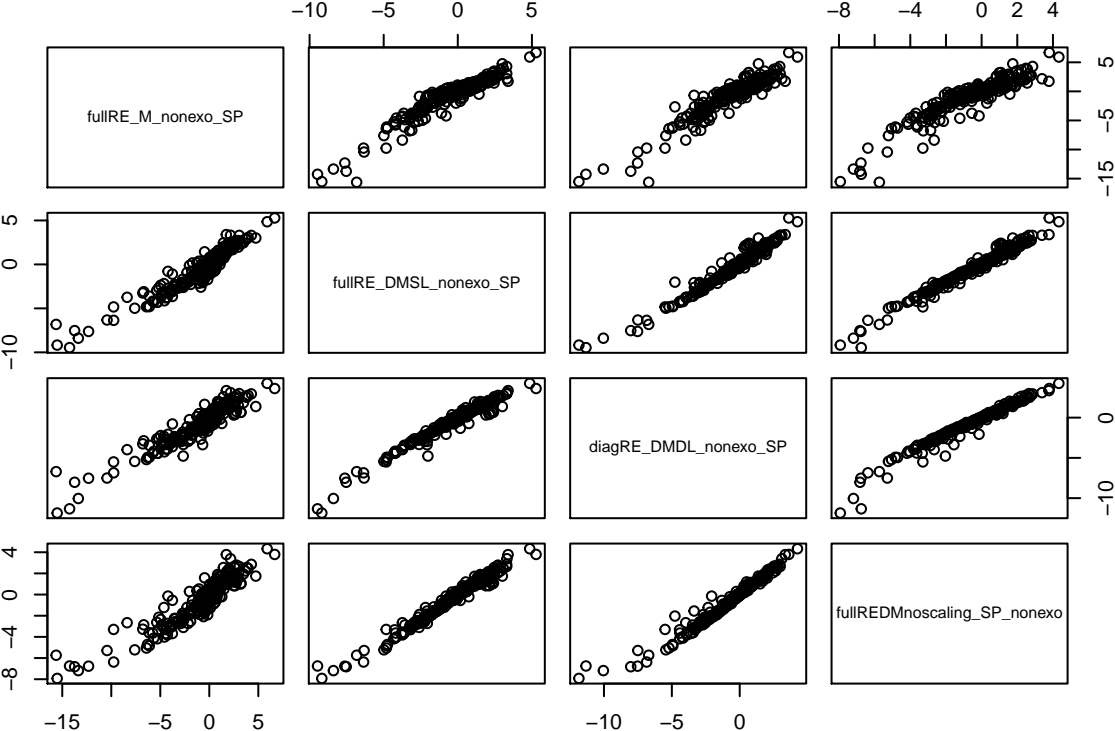 −10 −5 0 5
−8 −4 0 2 4
fullRE_M_nonexo_SP
5
−5
−15
5
0
−10
fullRE_DMSL_nonexo_SP
diagRE_DMDL_nonexo_SP
0
−10
4
0
−4
−8
fullREDMnoscaling_SP_nonexo
−15 −5 0 5
−10 −5 0